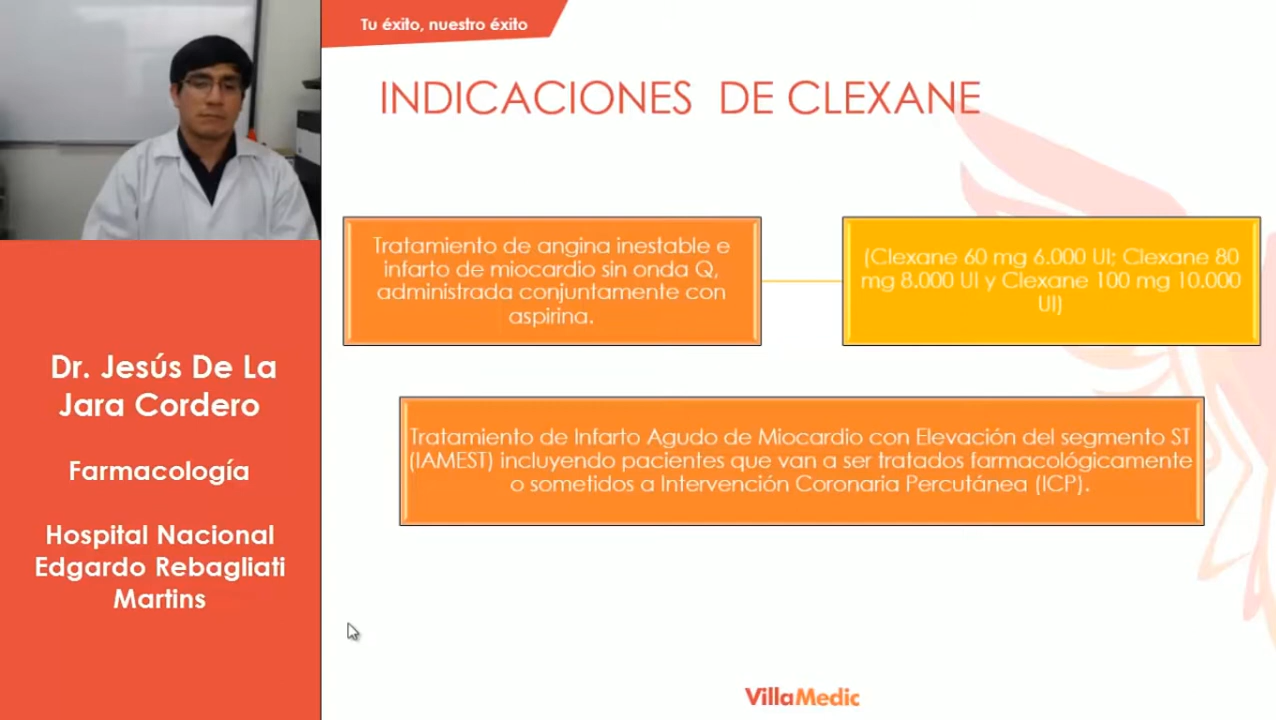 Tu éxito, nuestro éxito
INDICACIONES DE CLEXANE
Tratamiento de angina inestable e
infarto de miocardio sin onda Q,
administrada conjuntamente con
aspirina.
(Clexane 60 mg 6.000 UI; Clexane 80
mg 8.000 UI y Clexane 100 mg 10.000
UI)
Tratamiento de Infarto Agudo de Miocardio con Elevación del segmento ST
(IAMEST) incluyendo pacientes que van a ser tratados farmacológicamente
o sometidos a Intervención Coronaria Percutánea (ICP).
Dr. Jesús De La
Jara Cordero
Farmacología
Hospital Nacional
Edgardo Rebagliati
Martins
VillaMedic